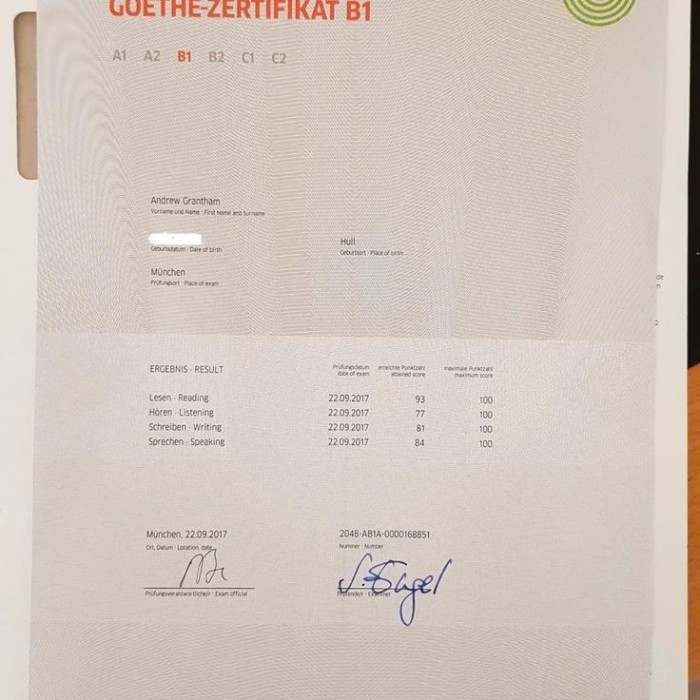 GOETHE-ZERTIFIKAT B1
A1 A2 B1 B2 C1 C2
Andrew Grantham
Vorname und Name · First Name and Surname
Geburtsdatum · Date of birth
Hull
Geburtsort · Place of birth
München
Prüfungsort · Place of exam
ERGEBNIS · RESULT
Prüfungsdatum erreichte Punktzahl maximale Punktzahl
date of exam attained score maximum score
Lesen · Reading 22.09.2017 93 100
Hören · Listening 22.09.2017 77 100
Schreiben · Writing 22.09.2017 81 100
Sprechen · Speaking 22.09.2017 84 100
München, 22.09.2017
Ort, Datum · Location, date
2048-AB1A-0000168851
Nummer · Number
Prüfungsverantwortliche/r · Exam official
Prüfende/r · Examiner